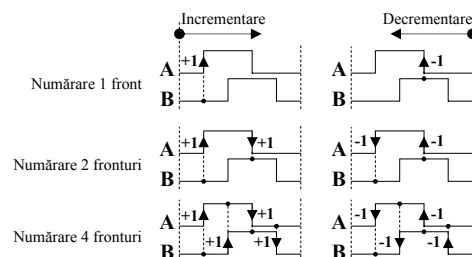 Incrementare Decrementare
A +1 A -1
Numărare 1 front
B B
A +1 +1 A -1 -1
Numărare 2 fronturi
B B
A +1 +1 A -1 -1
Numărare 4 fronturi
B +1 +1 B -1 -1